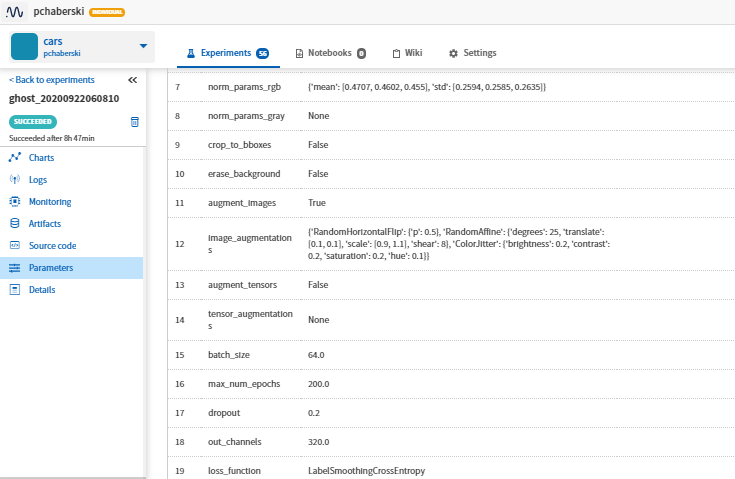 pchaberski INDIVIDUAL
cars
pchaberski
Experiments 56 Notebooks 0 Wiki Settings
< Back to experiments
ghost_20200922060810
SUCCEEDED
Succeeded after 8h 47min
Charts
Logs
Monitoring
Artifacts
Source code
Parameters
Details
7 norm_params_rgb {'mean': [0.4707, 0.4602, 0.455], 'std': [0.2594, 0.2585, 0.2635]}
8 norm_params_gray None
9 crop_to_bboxes False
10 erase_background False
11 augment_images True
12 image_augmentation
s
{'RandomHorizontalFlip': {'p': 0.5}, 'RandomAffine': {'degrees': 25, 'translate':
[0.1, 0.1], 'scale': [0.9, 1.1], 'shear': 8}, 'ColorJitter': {'brightness': 0.2, 'contrast':
0.2, 'saturation': 0.2, 'hue': 0.1}}
13 augment_tensors False
14 tensor_augmentation
s
None
15 batch_size 64.0
16 max_num_epochs 200.0
17 dropout 0.2
18 out_channels 320.0
19 loss_function LabelSmoothingCrossEntropy